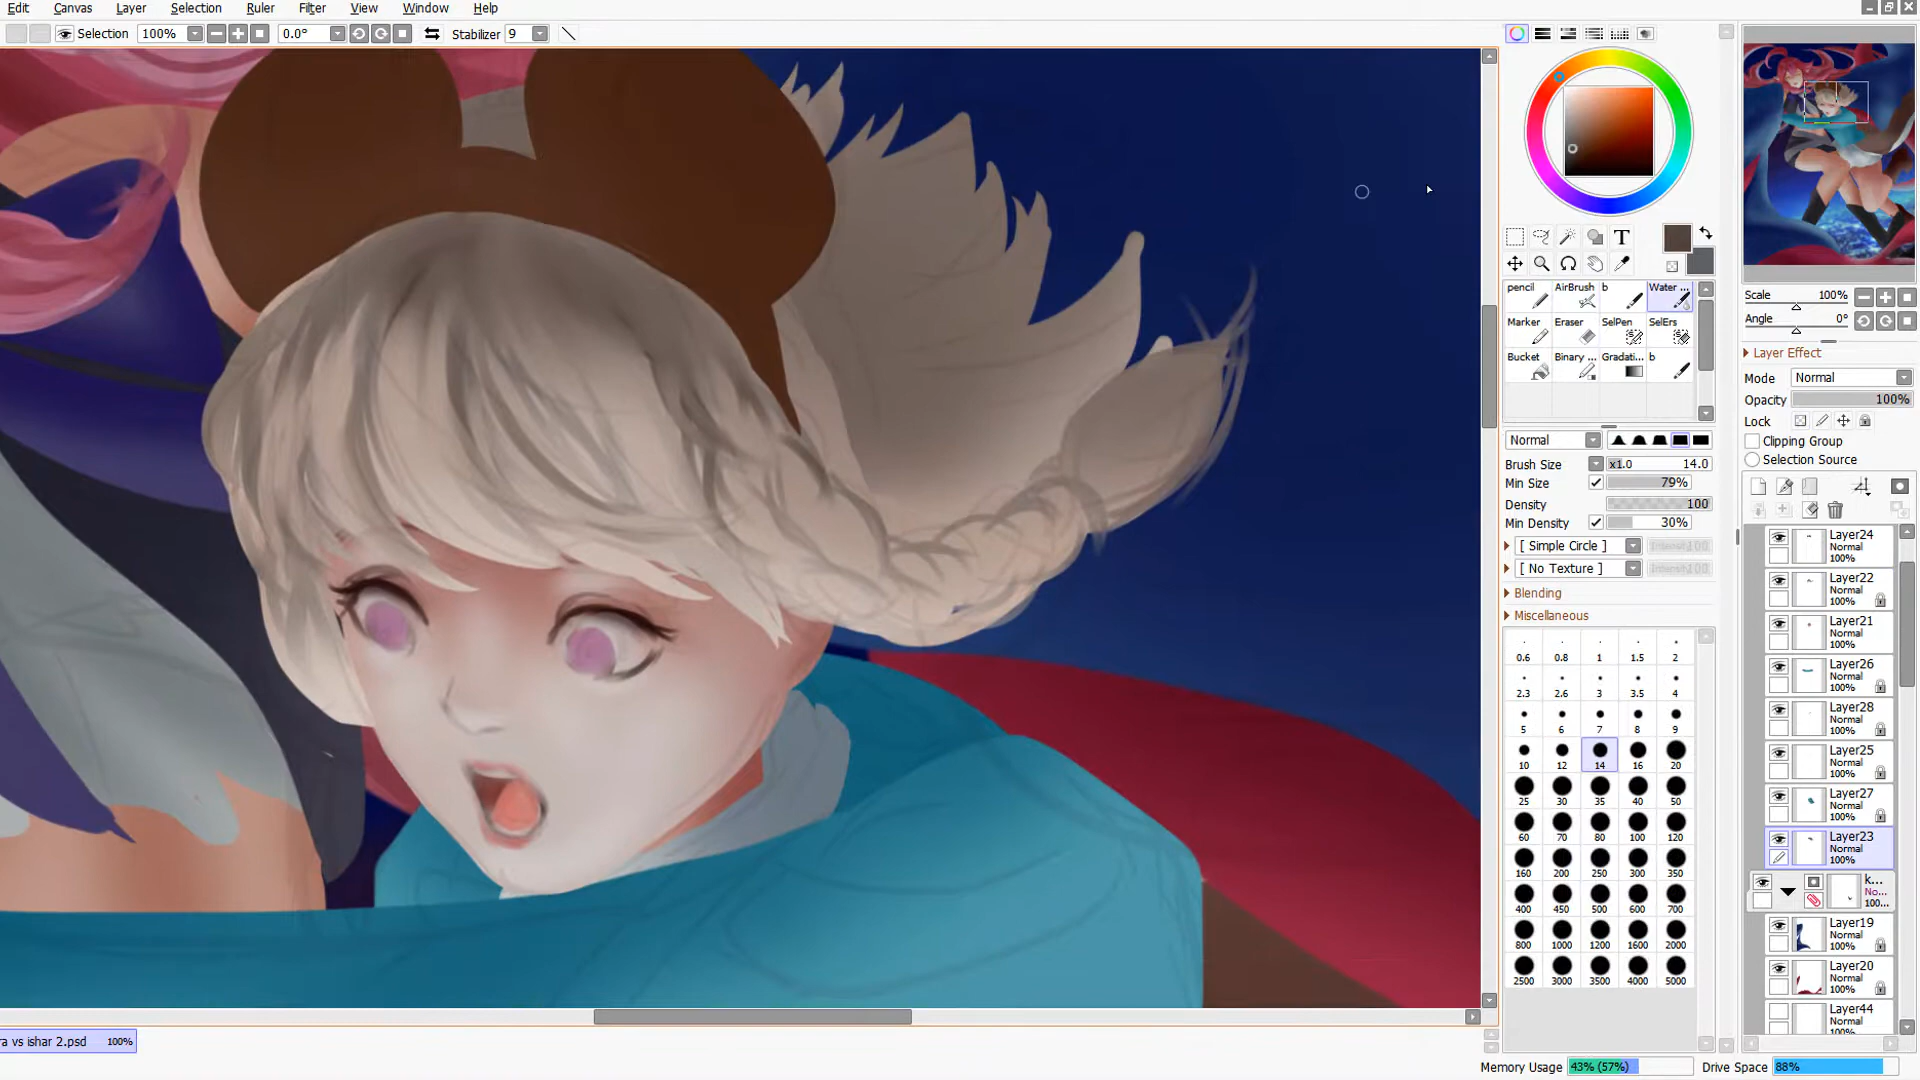 Edit Canvas Layer Selection Ruler Filter View Window Help
Selection 100% 0.0° Stabilizer 9
T
pencil AirBrush b Water ...
Marker Eraser SelPen SelErs
Bucket Binary ... Gradati... b
Normal
Brush Size x1.0 14.0
Min Size 79%
Density 100
Min Density 30%
[ Simple Circle ]
[ No Texture ]
Blending
Miscellaneous
0.6 0.8 1 1.5 2
2.3 2.6 3 3.5 4
5 6 7 8 9
10 12 14 16 20
25 30 35 40 50
60 70 80 100 120
160 200 250 300 350
400 450 500 600 700
800 1000 1200 1600 2000
2500 3000 3500 4000 5000
Scale 100%
Angle 0°
Layer Effect
Mode Normal
Opacity 100%
Lock
Clipping Group
Selection Source
Layer24
Normal
100%
Layer22
Normal
100%
Layer21
Normal
100%
Layer26
Normal
100%
Layer28
Normal
100%
Layer25
Normal
100%
Layer27
Normal
100%
Layer23
Normal
100%
k...
No...
100...
Layer19
Normal
100%
Layer20
Normal
100%
Layer44
Normal
ra vs ishar 2.psd 100%
Memory Usage 43% (57%) Drive Space 88%